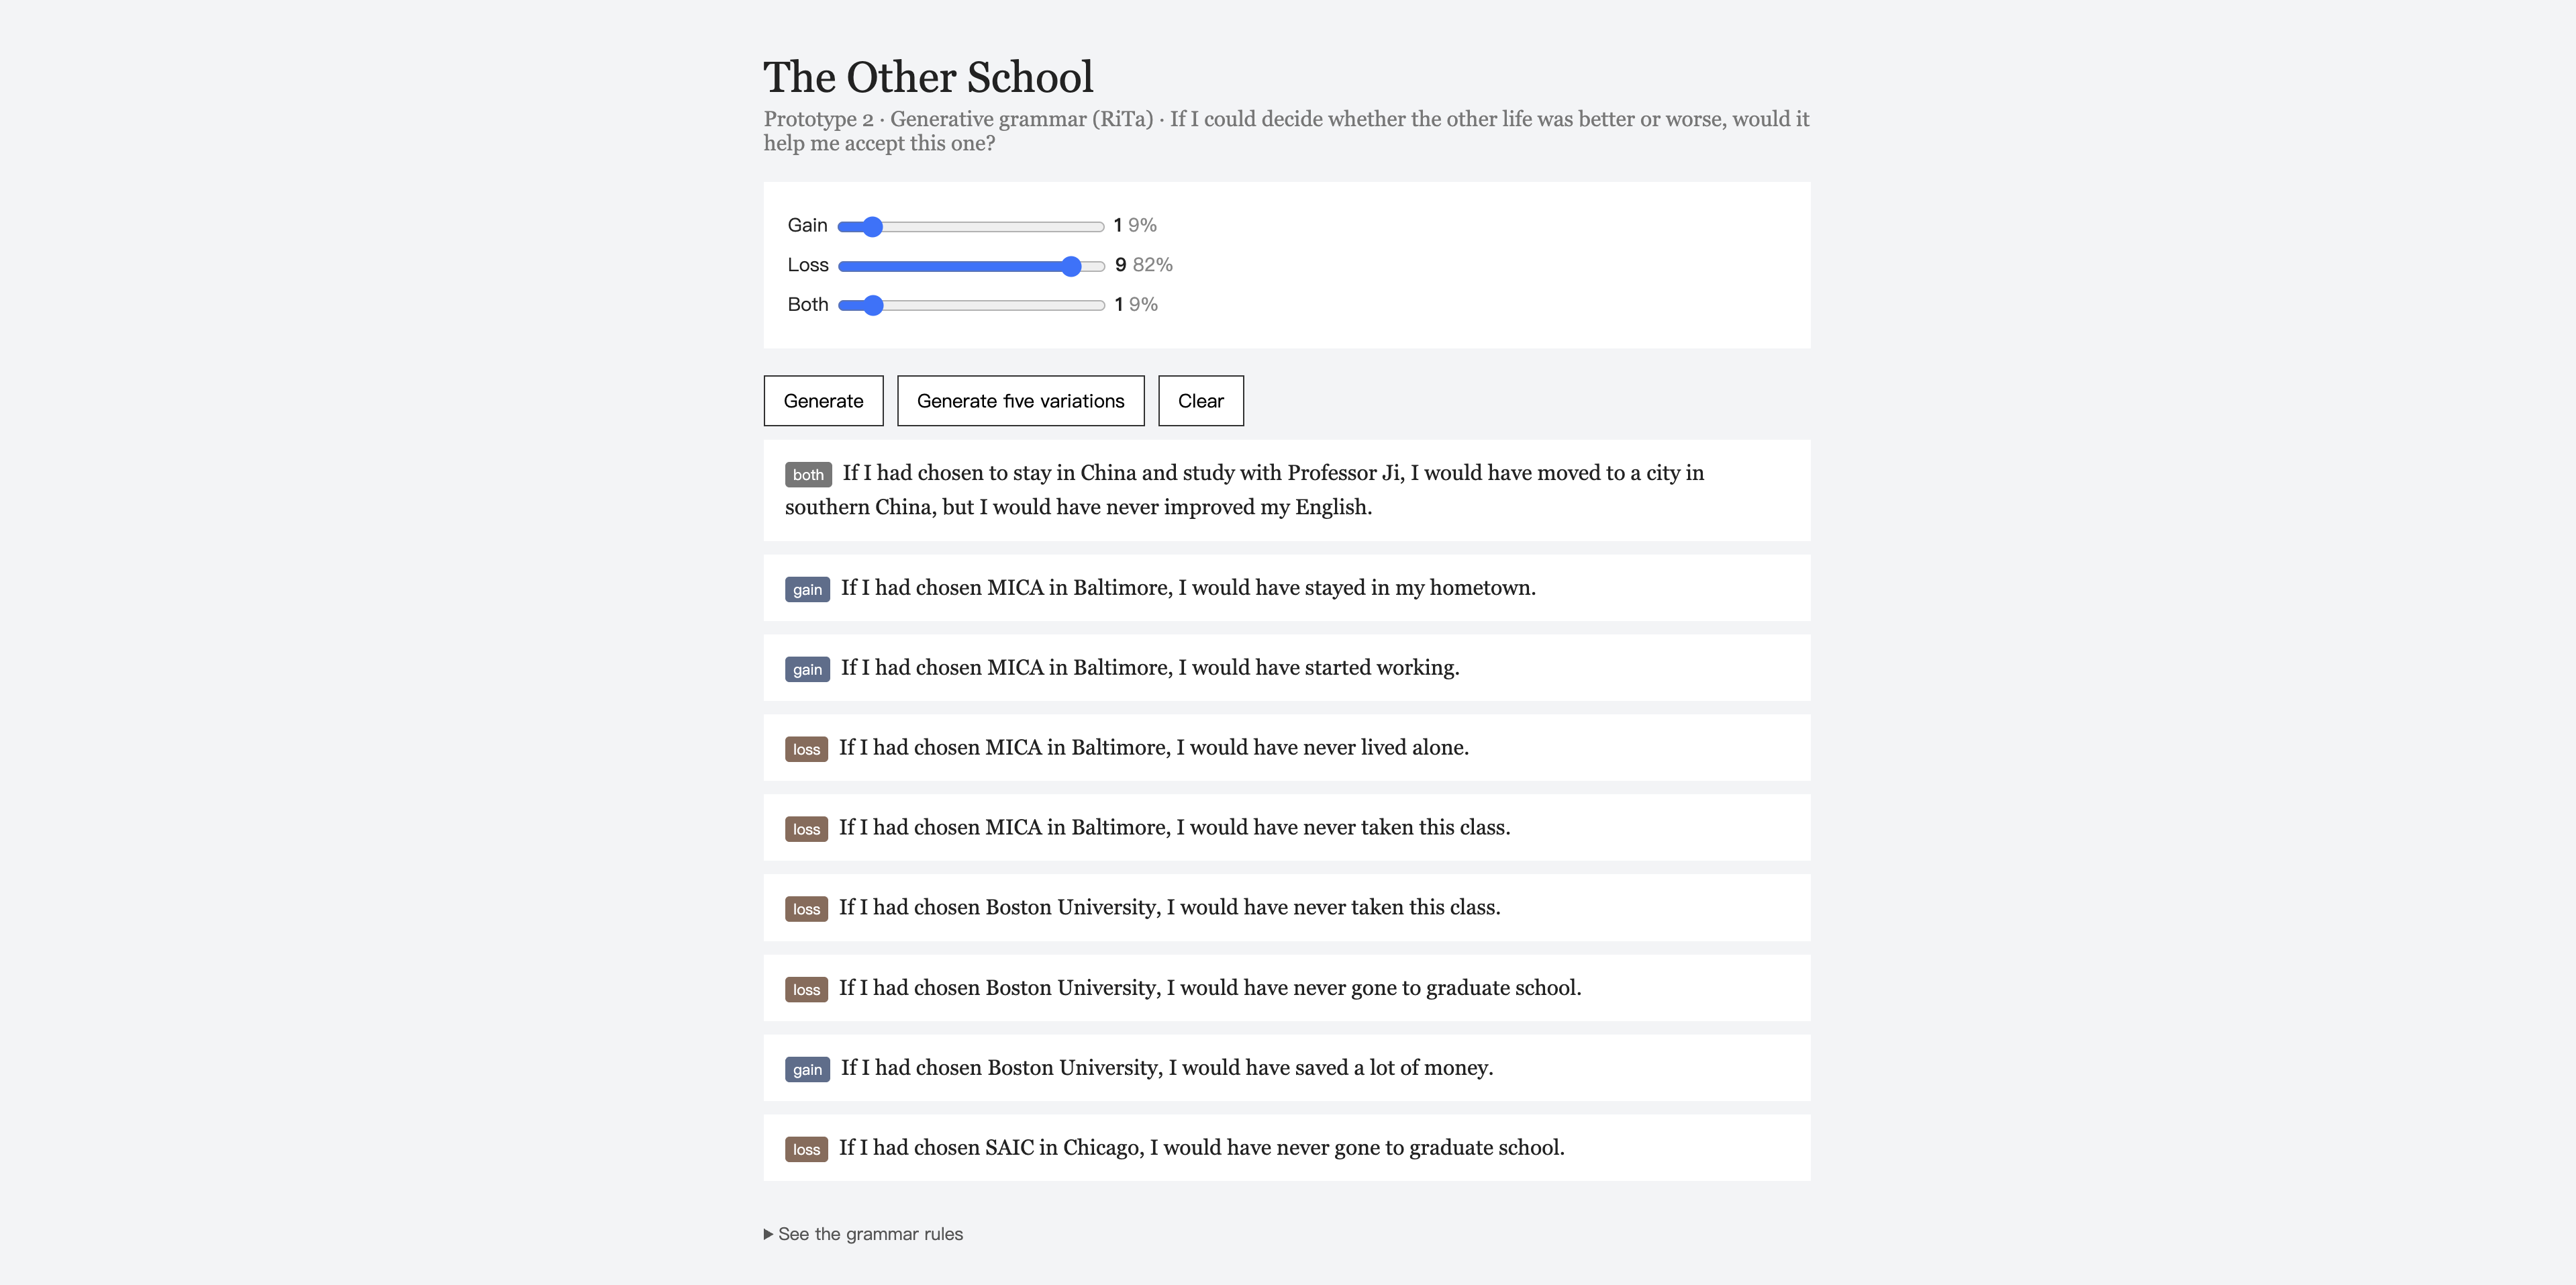 The Other School
Prototype 2 · Generative grammar (RiTa) · If I could decide whether the other life was better or worse, would it
help me accept this one?
Gain 1 9%
Loss 9 82%
Both 1 9%
Generate Generate five variations Clear
both If I had chosen to stay in China and study with Professor Ji, I would have moved to a city in
southern China, but I would have never improved my English.
gain If I had chosen MICA in Baltimore, I would have stayed in my hometown.
gain If I had chosen MICA in Baltimore, I would have started working.
loss If I had chosen MICA in Baltimore, I would have never lived alone.
loss If I had chosen MICA in Baltimore, I would have never taken this class.
loss If I had chosen Boston University, I would have never taken this class.
loss If I had chosen Boston University, I would have never gone to graduate school.
gain If I had chosen Boston University, I would have saved a lot of money.
loss If I had chosen SAIC in Chicago, I would have never gone to graduate school.
▶ See the grammar rules